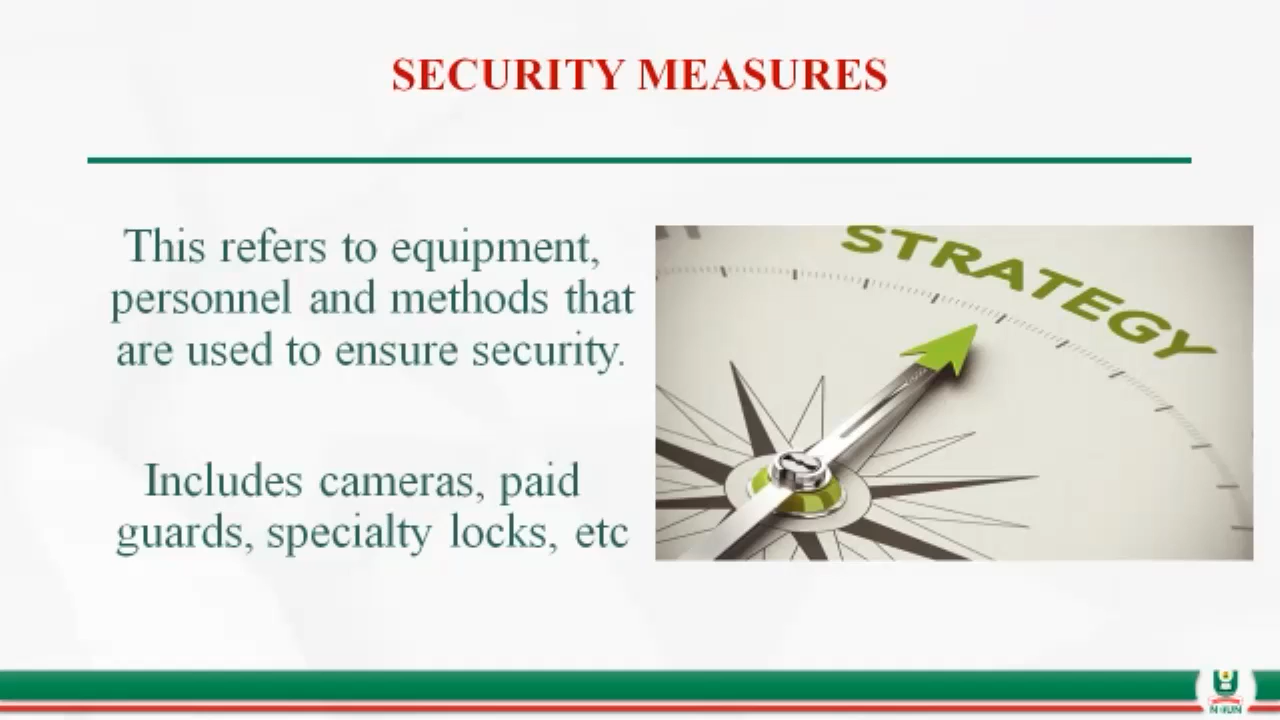 SECURITY MEASURES
This refers to equipment,
personnel and methods that
are used to ensure security.
Includes cameras, paid
guards, specialty locks, etc
STRATEGY